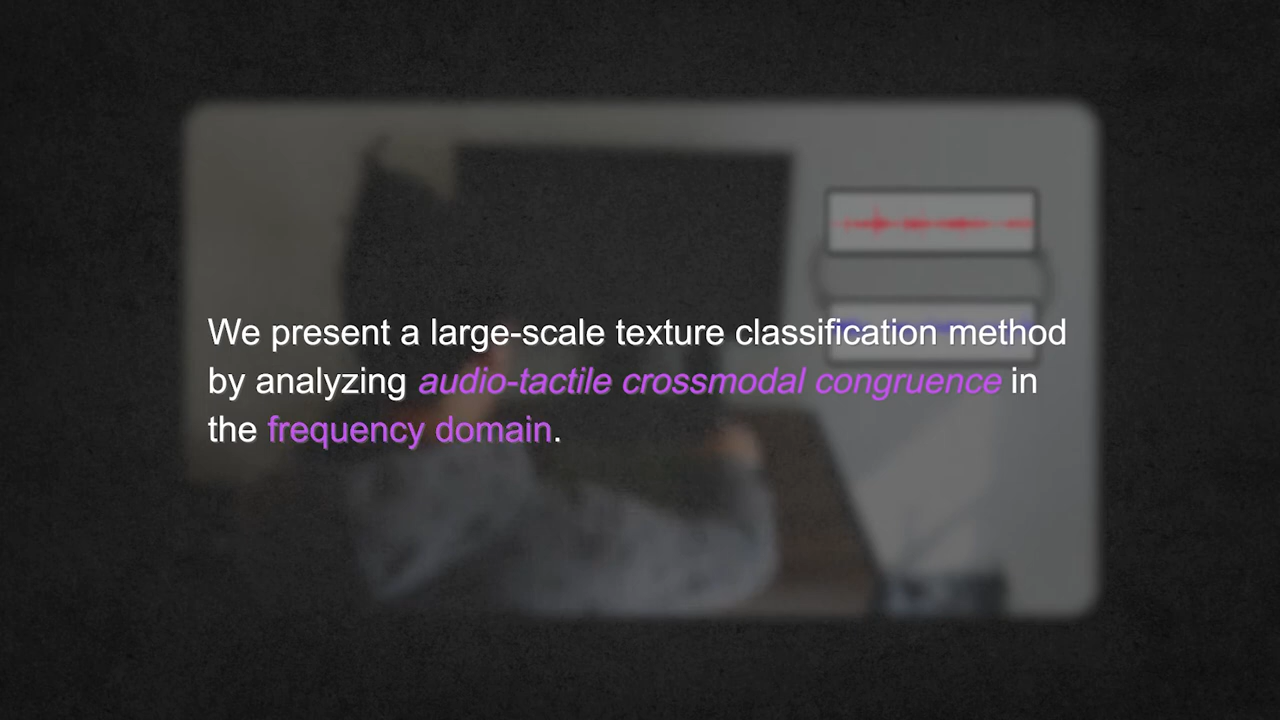 We present a large-scale texture classification method
by analyzing audio-tactile crossmodal congruence in
the frequency domain.